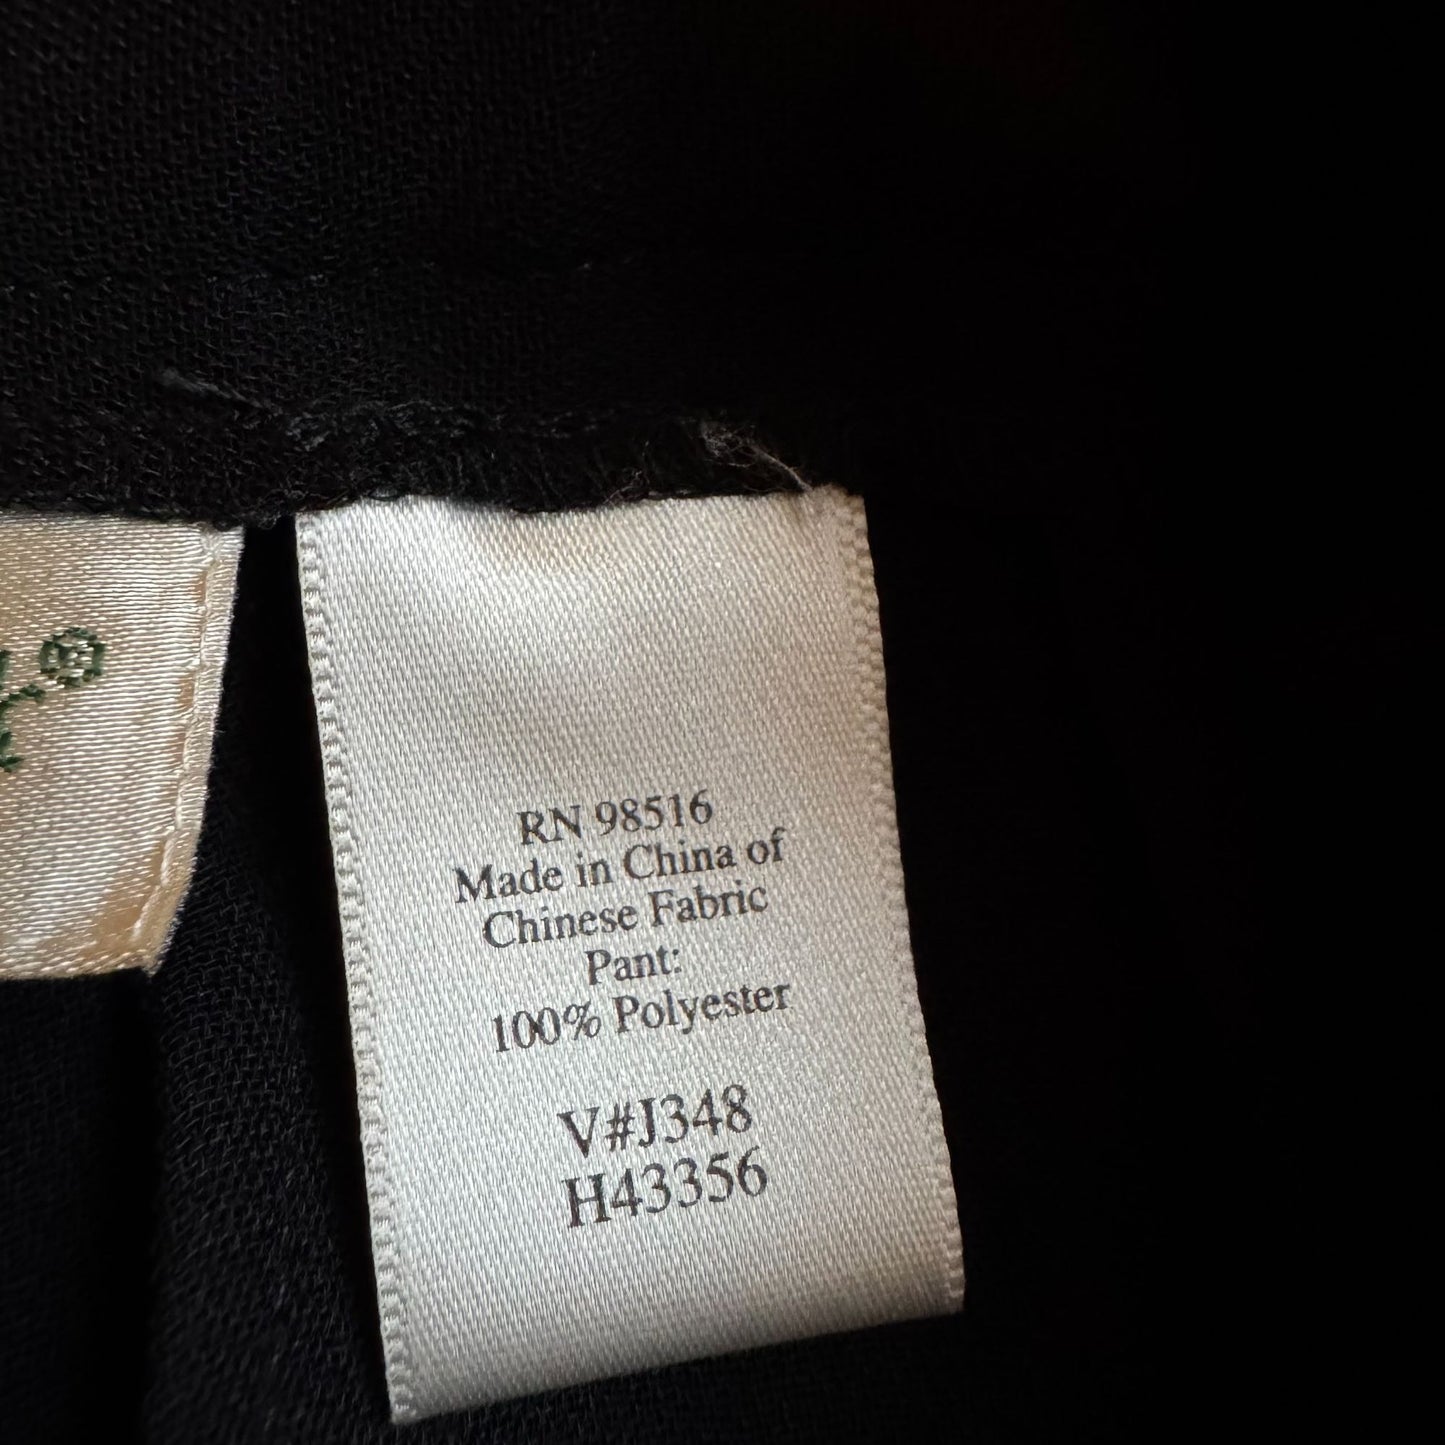 RN 98516
Made in China of
Chinese Fabric
Pant:
100% Polyester
V#J348
H43356